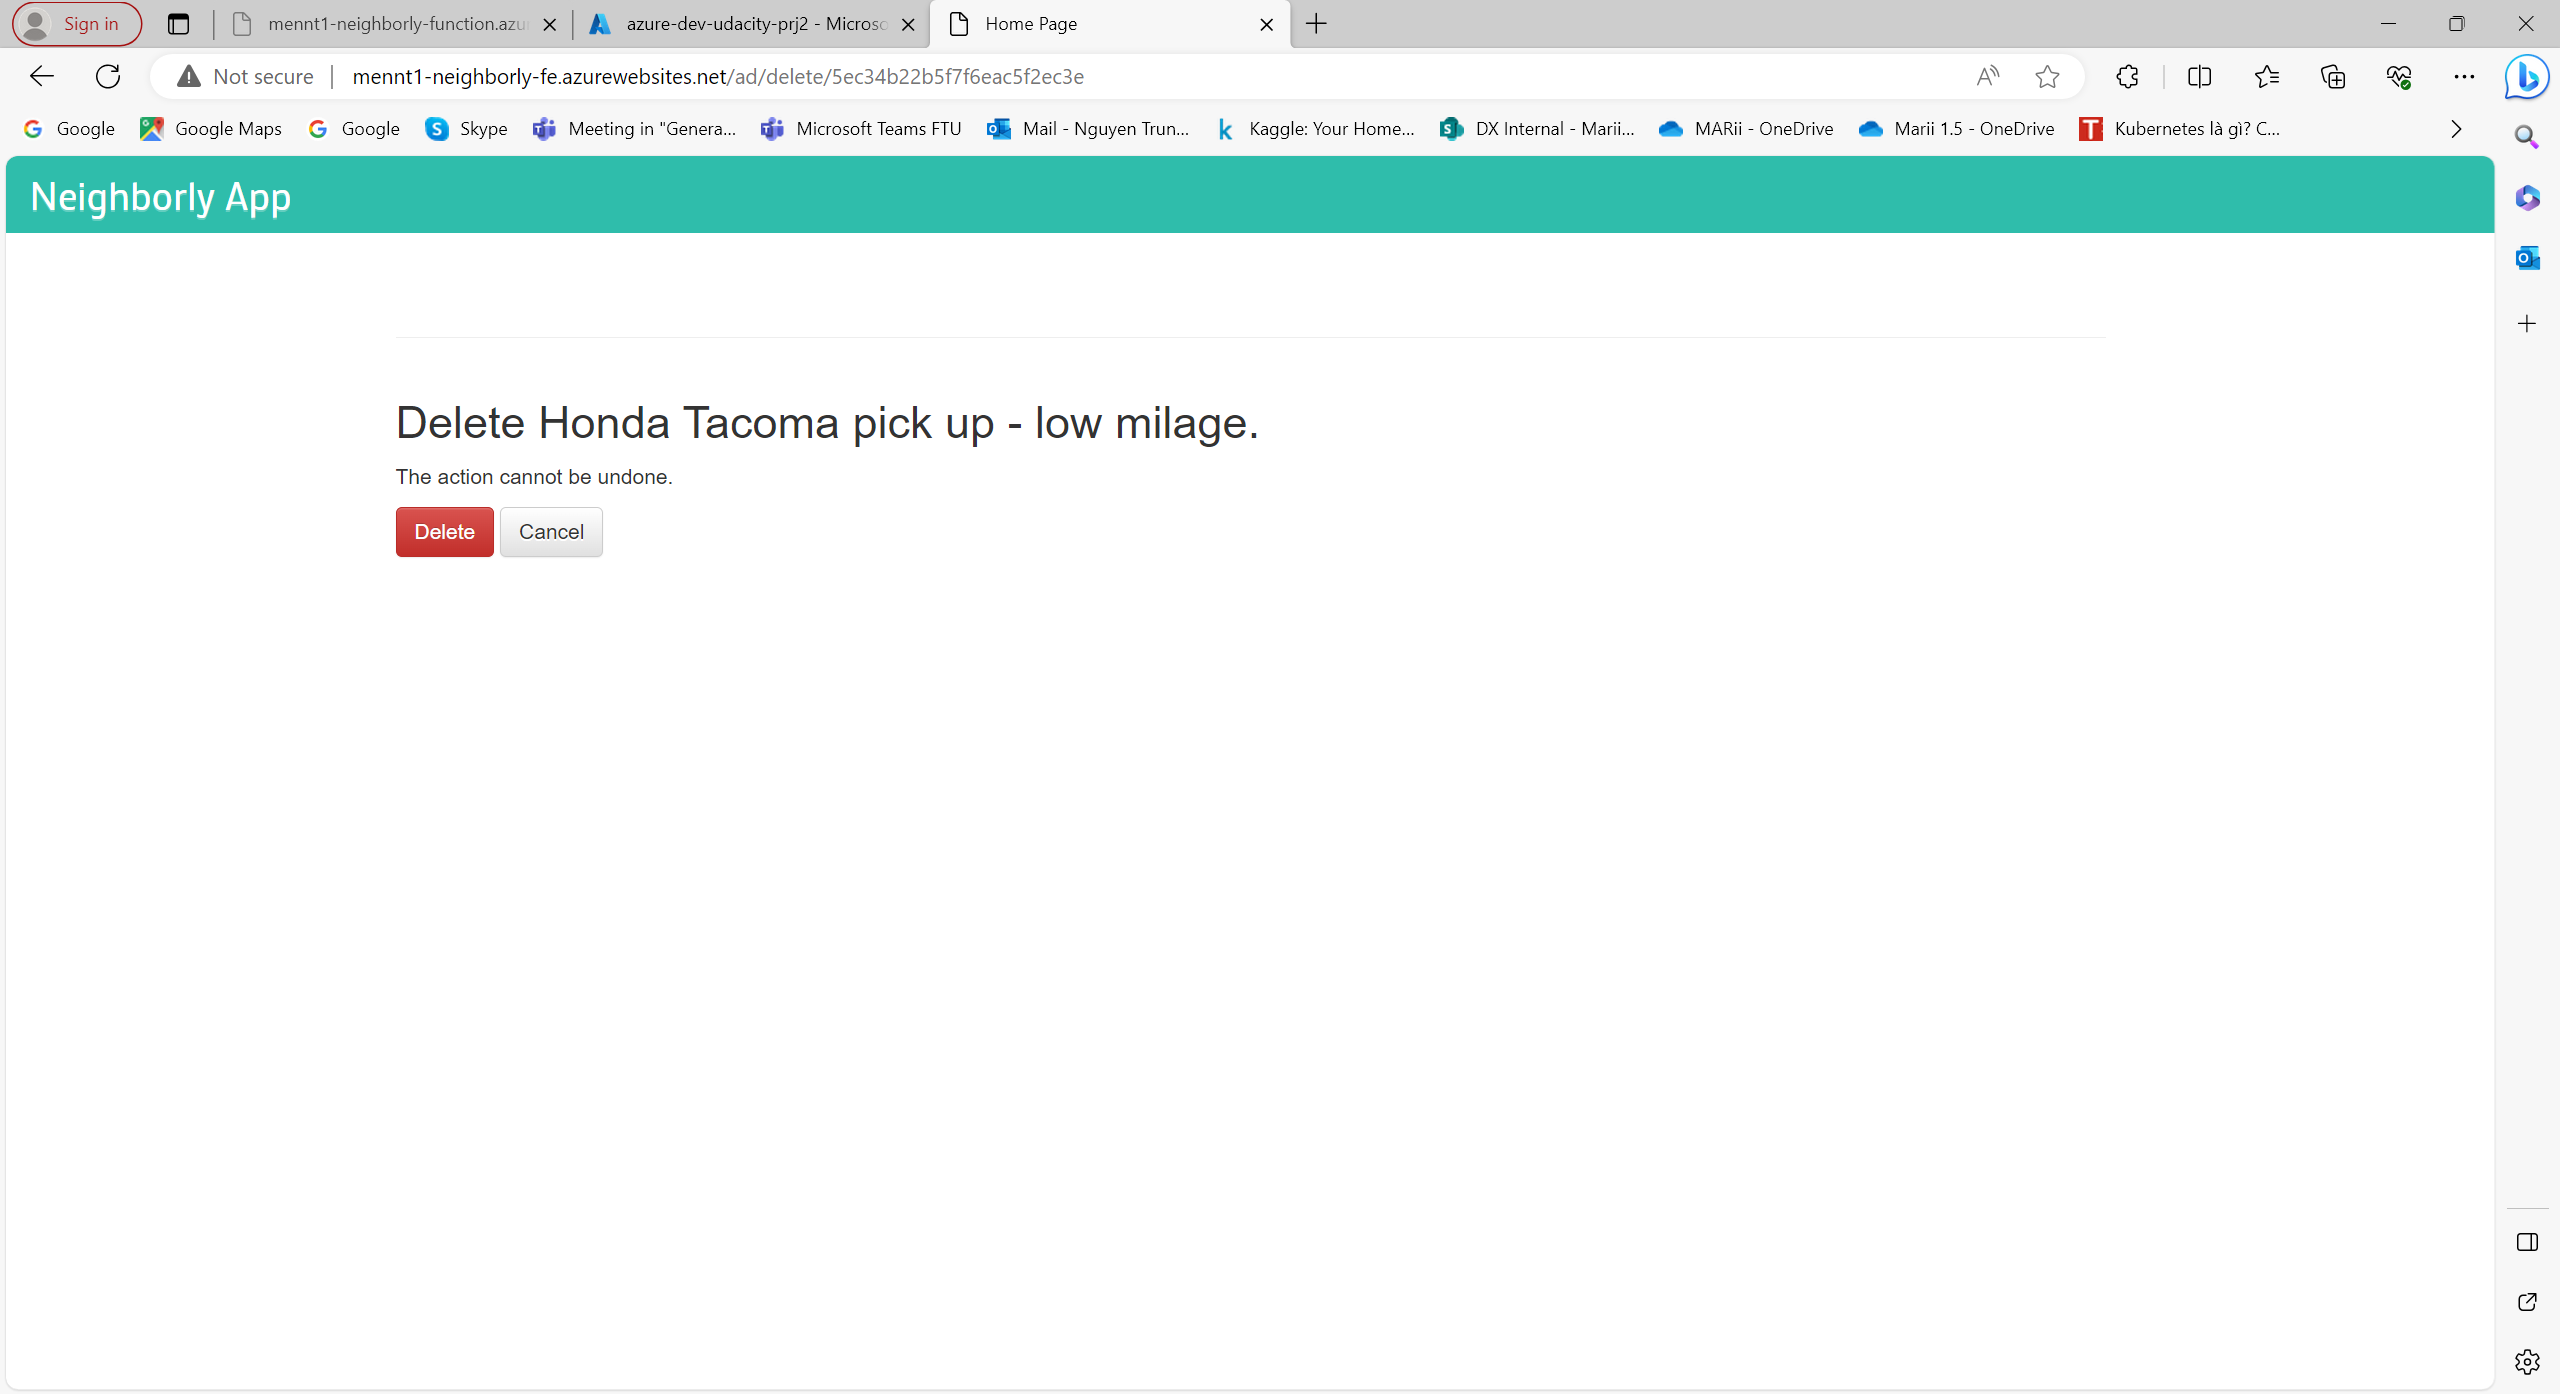 Sign in
mennt1-neighborly-function.azu
azure-dev-udacity-prj2 - Microso
Home Page
Not secure
mennt1-neighborly-fe.azurewebsites.net/ad/delete/5ec34b22b5f7f6eac5f2ec3e
Google
Google Maps
Google
Skype
Meeting in "Genera...
Microsoft Teams FTU
Mail - Nguyen Trun...
Kaggle: Your Home...
DX Internal - Marii...
MARii - OneDrive
Marii 1.5 - OneDrive
Kubernetes là gì? C...
Neighborly App
Delete Honda Tacoma pick up - low milage.
The action cannot be undone.
Delete
Cancel